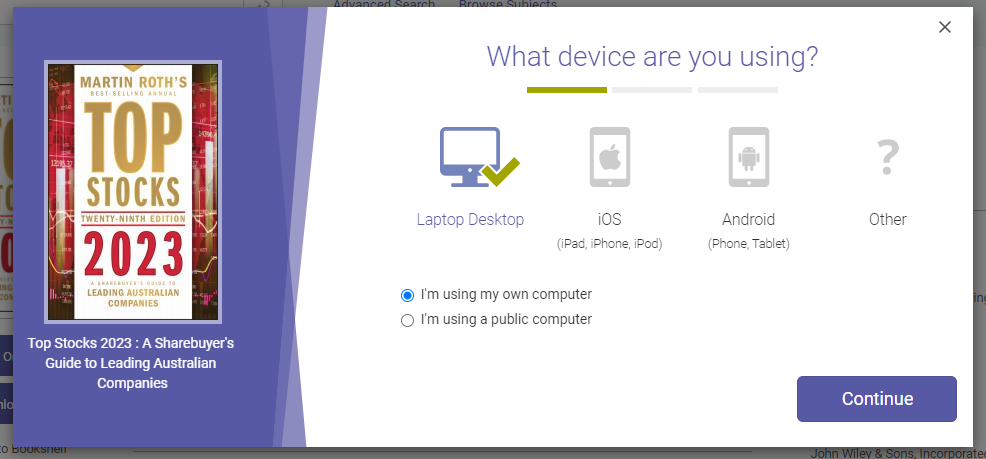 Advanced Search Browse Subjects
What device are you using?
MARTIN ROTH'S
BEST-SELLING ANNUAL
TOP
STOCKS
TWENTY-NINTH EDITION
2023
A SHAREBUYER'S GUIDE TO
LEADING AUSTRALIAN
COMPANIES
Top Stocks 2023 : A Sharebuyer's
Guide to Leading Australian
Companies
Laptop Desktop
iOS
(iPad, iPhone, iPod)
Android
(Phone, Tablet)
?
Other
I'm using my own computer
I'm using a public computer
Continue
to Bookshelf
John Wiley & Sons, Incorporated